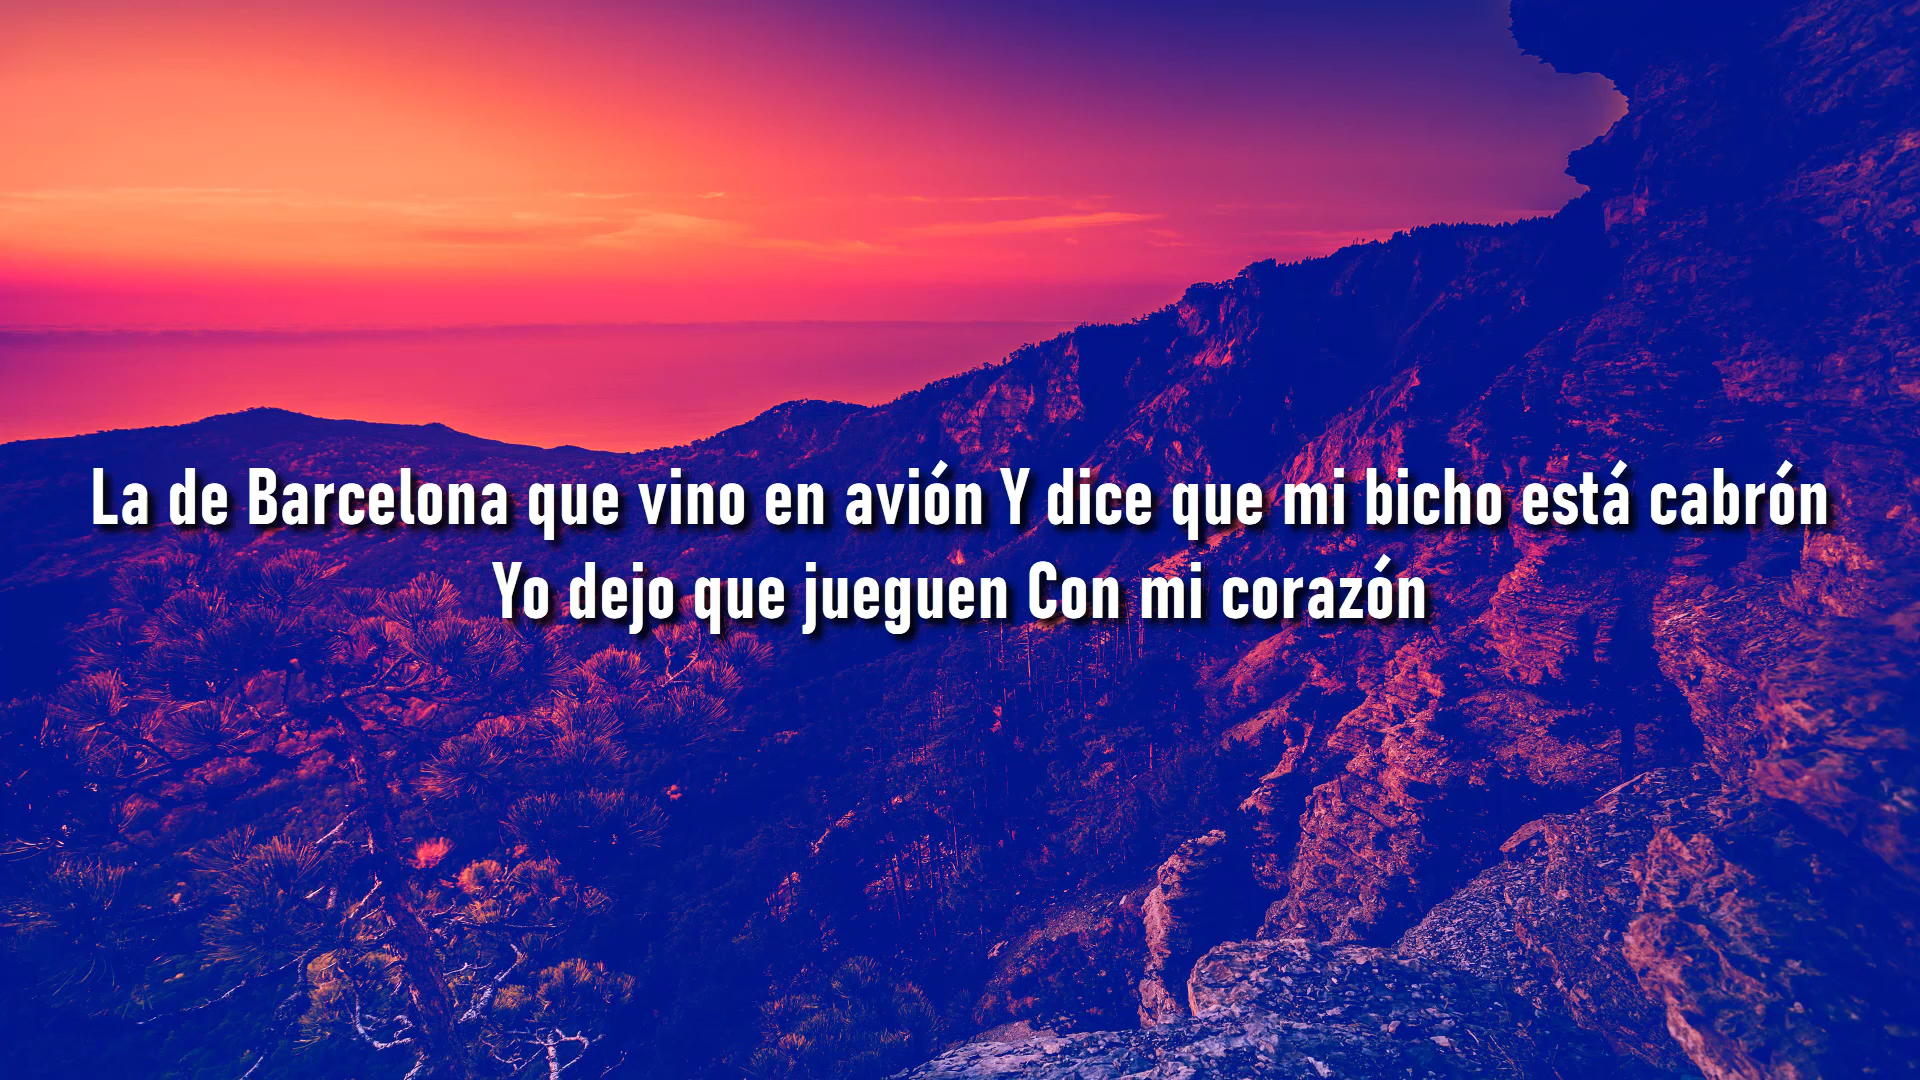 La de Barcelona que vino en avión Y dice que mi bicho está cabrón
Yo dejo que jueguen Con mi corazón